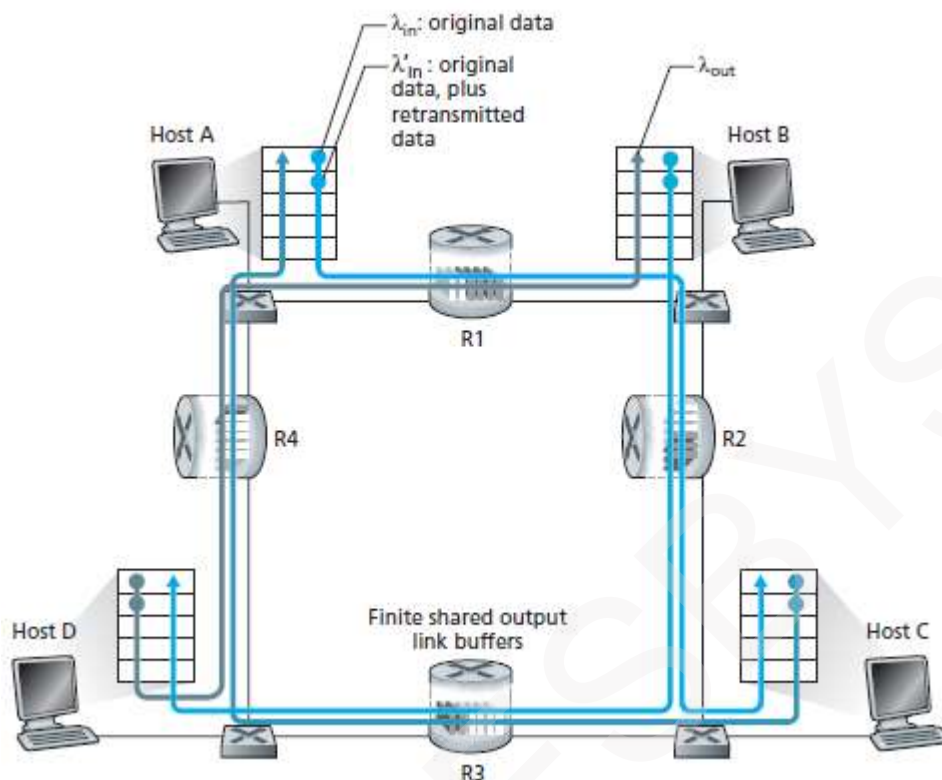 λin: original data
λ'in : original
data, plus
retransmitted
data
λout
Host A
Host B
R1
R4
R2
Host D
Finite shared output
link buffers
Host C
R3